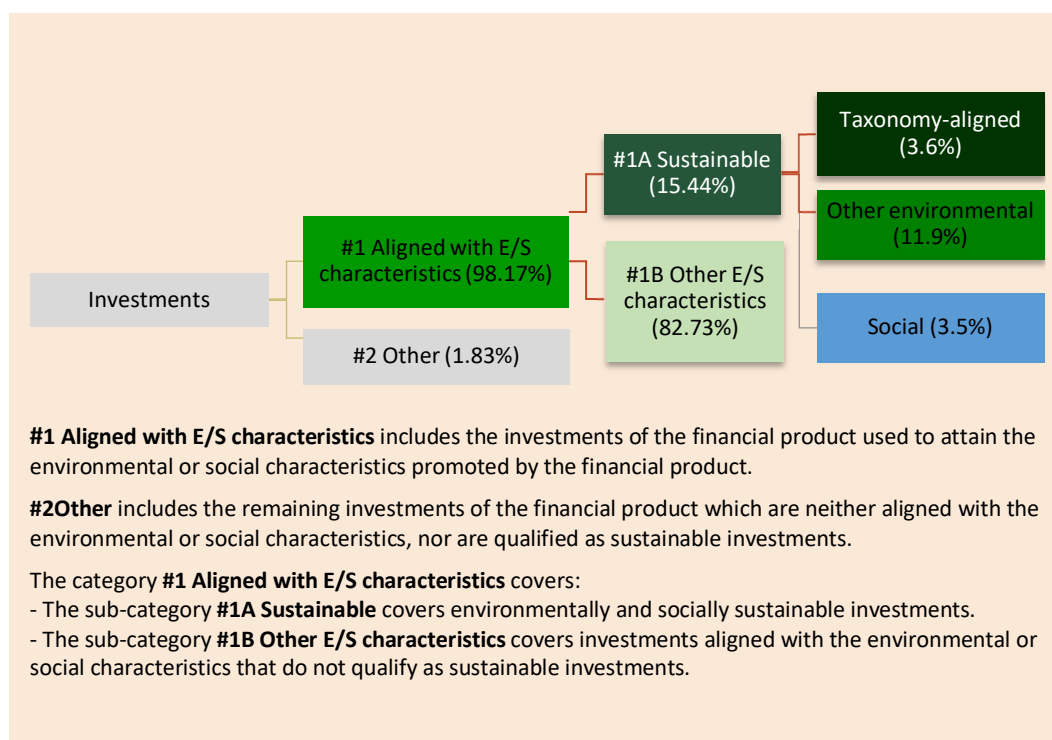 Investments
#1 Aligned with E/S
characteristics (98.17%)
#2 Other (1.83%)
#1A Sustainable
(15.44%)
#1B Other E/S
characteristics
(82.73%)
Taxonomy-aligned
(3.6%)
Other environmental
(11.9%)
Social (3.5%)
#1 Aligned with E/S characteristics includes the investments of the financial product used to attain the
environmental or social characteristics promoted by the financial product.
#2Other includes the remaining investments of the financial product which are neither aligned with the
environmental or social characteristics, nor are qualified as sustainable investments.
The category #1 Aligned with E/S characteristics covers:
- The sub-category #1A Sustainable covers environmentally and socially sustainable investments.
- The sub-category #1B Other E/S characteristics covers investments aligned with the environmental or
social characteristics that do not qualify as sustainable investments.